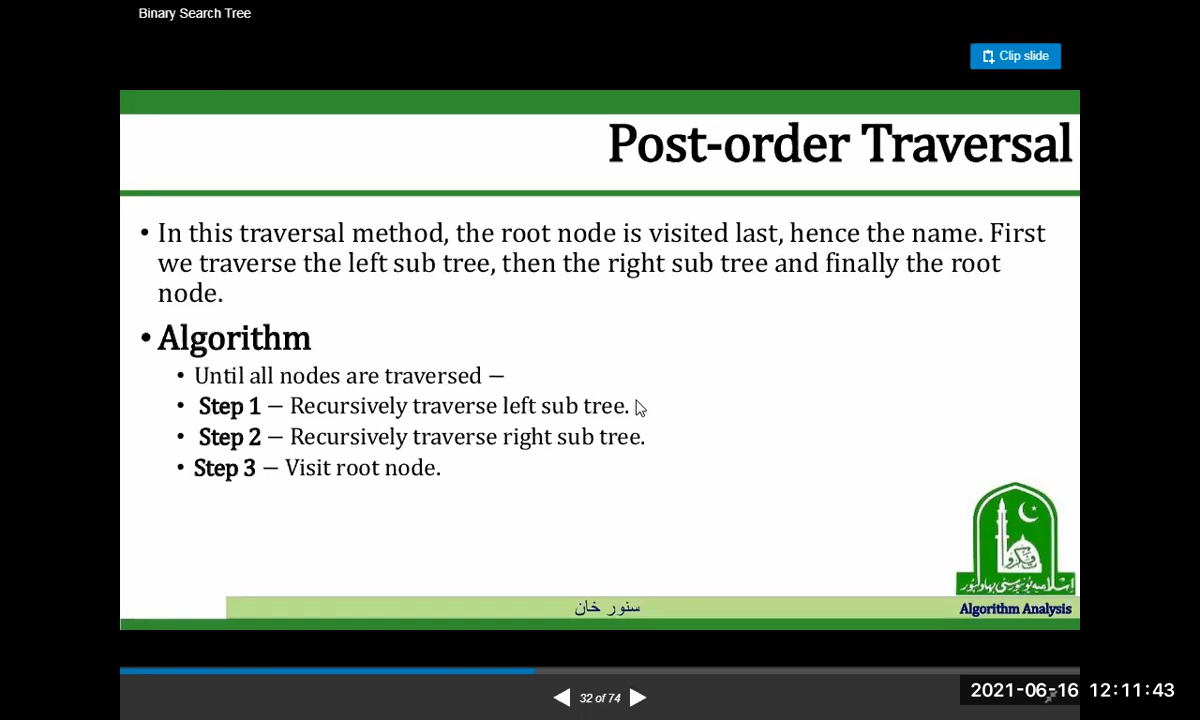 Binary Search Tree
Clip slide
Post-order Traversal
• In this traversal method, the root node is visited last, hence the name. First
we traverse the left sub tree, then the right sub tree and finally the root
node.
• Algorithm
• Until all nodes are traversed −
• Step 1 − Recursively traverse left sub tree.
• Step 2 − Recursively traverse right sub tree.
• Step 3 − Visit root node.
اسلامیہ یونیورسٹی بہاولپور
سنور خان
Algorithm Analysis
32 of 74
2021-06-16 12:11:43